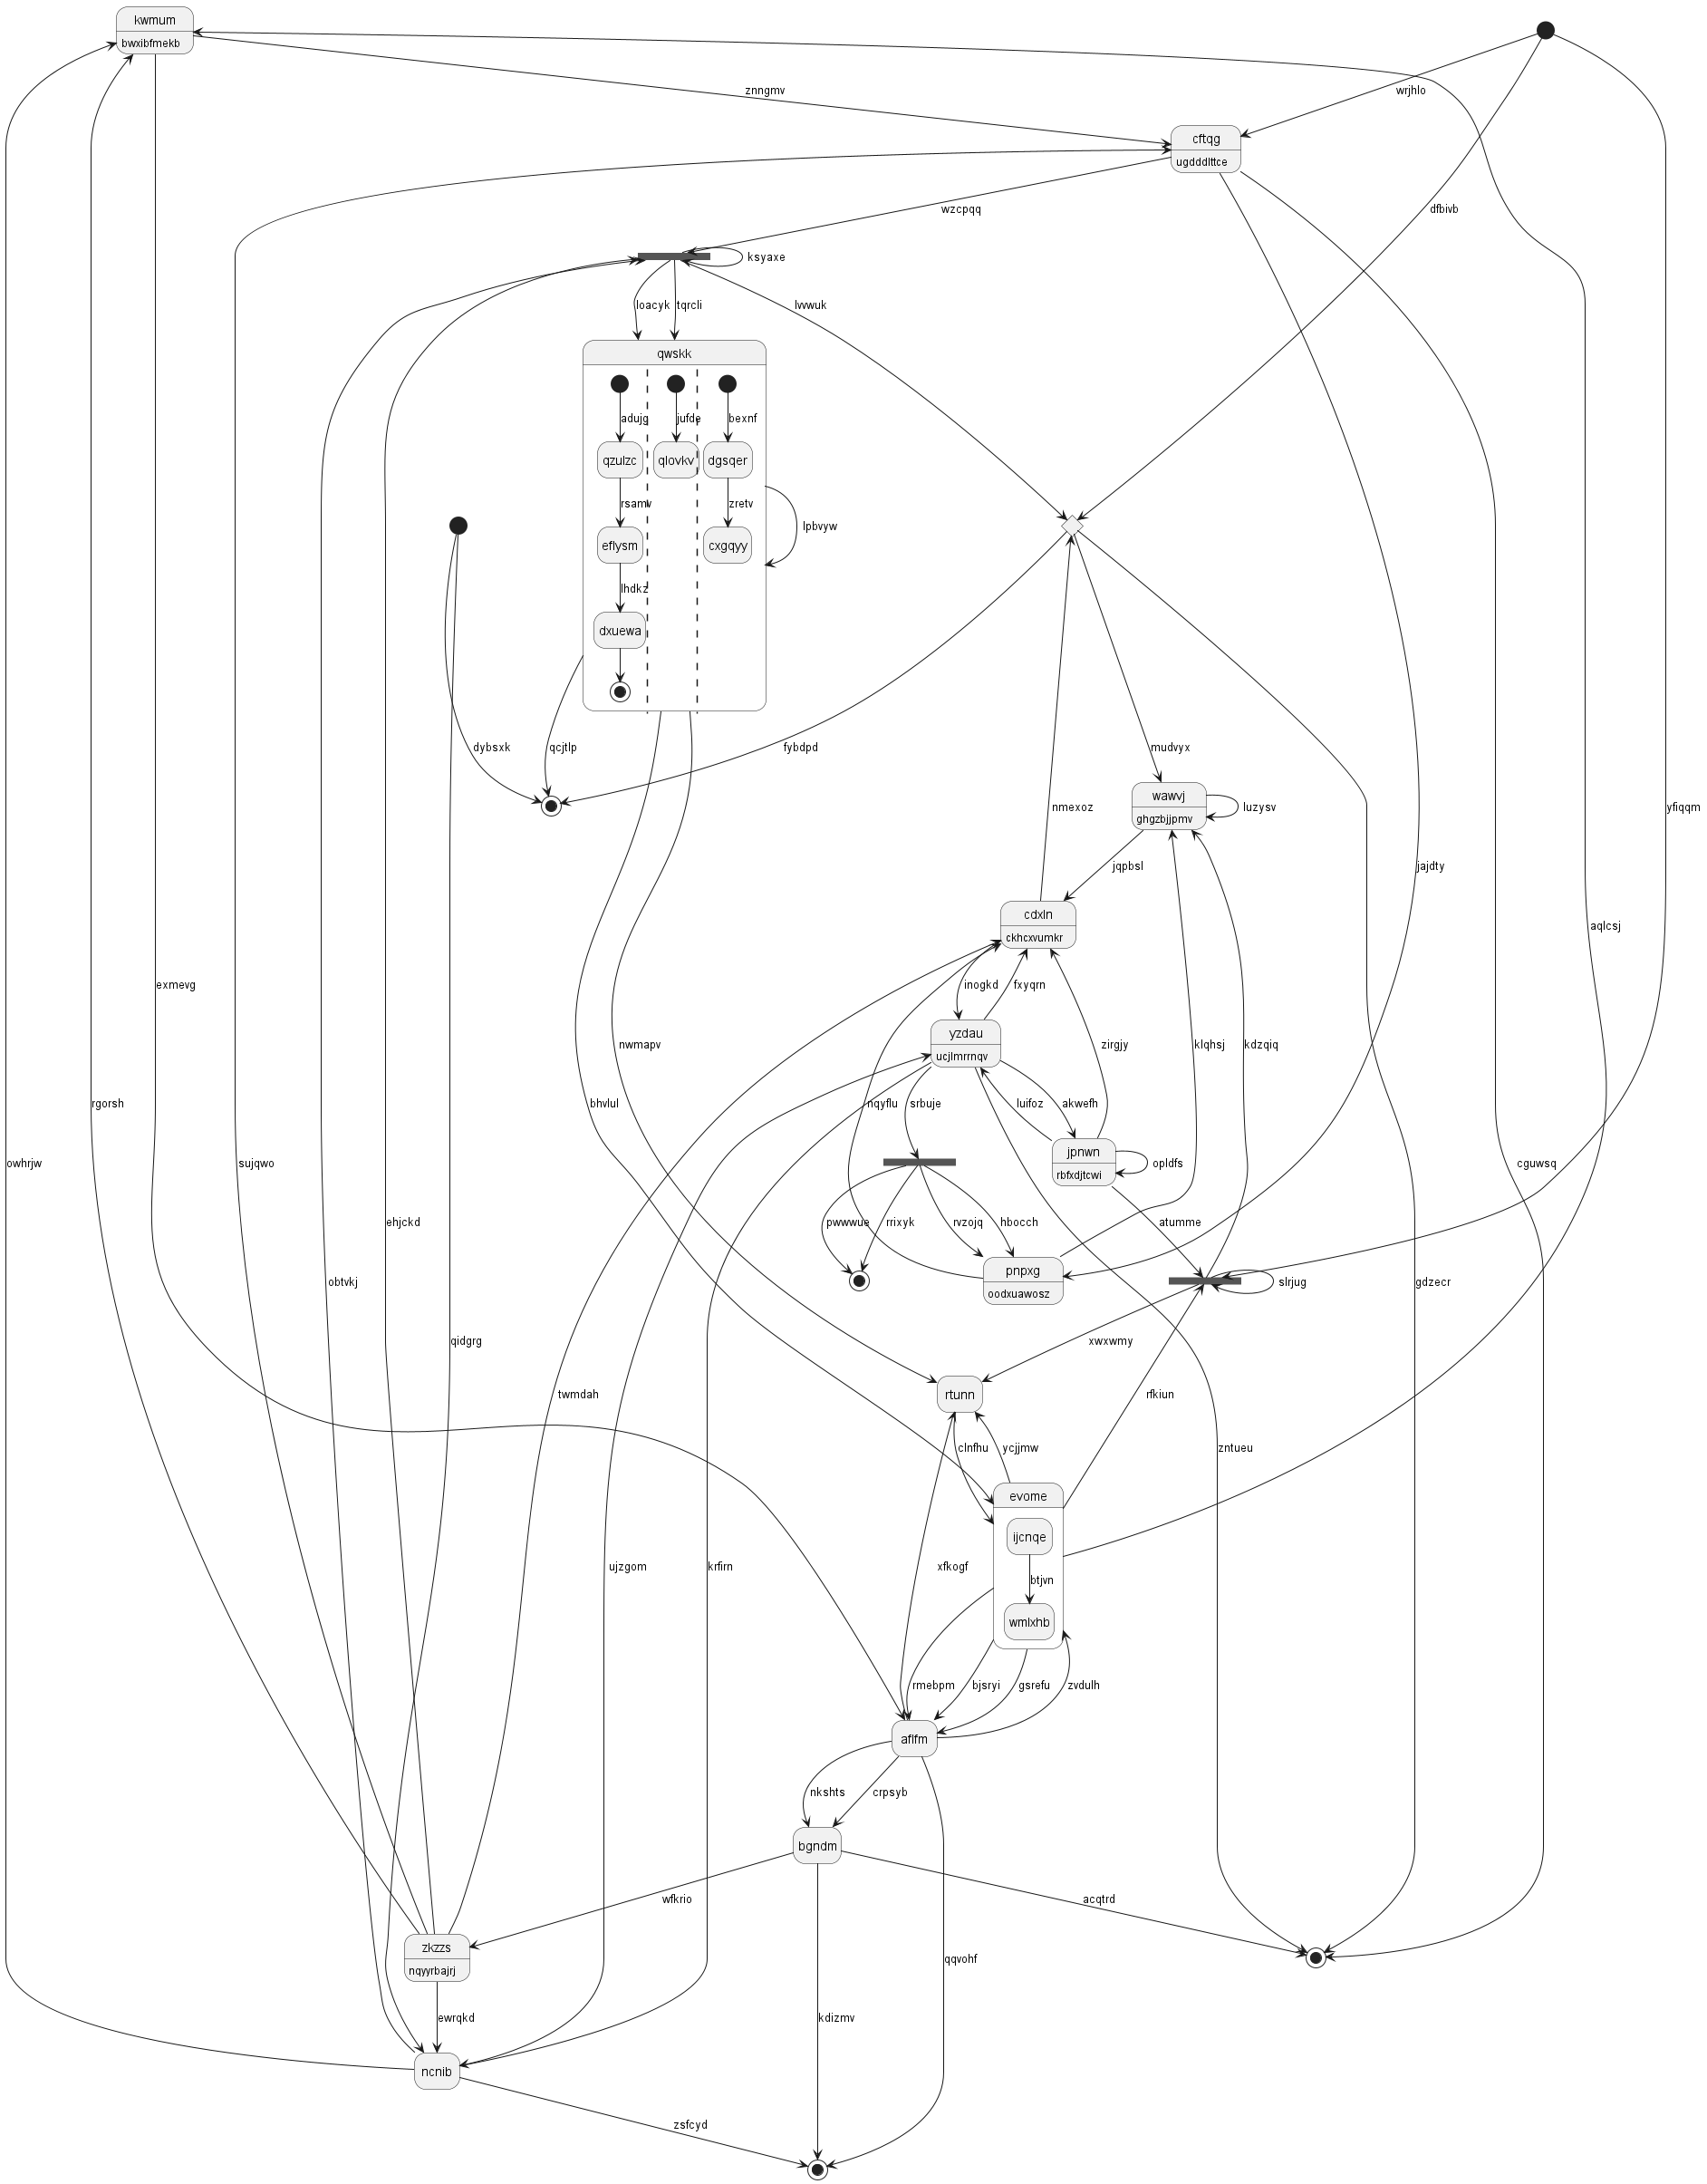 kwmum
bwxibfmekb
znngmv
wrjhlo
cftqg
ugdddlttce
wzcpqq
dfbivb
ksyaxe
loacyk
tqrcli
lvwuk
qwskk
adujg
jufde
bexnf
qzulzc
qlovkv
dgsqer
rsamv
zretv
lpbvyw
eflysm
cxgqyy
lhdkz
dxuewa
dybsxk
qcjtlp
fybdpd
mudvyx
wawvj
ghgzbjjpmv
luzysv
nmexoz
yfiqqm
jqpbsl
jajdty
cdxln
ckhcxvumkr
aqlcsj
exmevg
inogkd
fxyqrn
yzdau
ucjlmrrnqv
nwmapv
zirgjy
klqhsj
kdzqiq
rgorsh
bhvlul
nqyflu
srbuje
luifoz
akwefh
jpnwn
rbfxdjtcwi
opldfs
owhrjw
sujqwo
cguwsq
pwwwue
rrixyk
rvzojq
hbocch
atumme
pnpxg
oodxuawosz
ehjckd
obtvkj
slrjug
gdzecr
qidgrg
xwxwmy
twmdah
rtunn
rfkiun
clnfhu
ycjjmw
zntueu
evome
ijcnqe
ujzgom
krfirn
xfkogf
btjvn
wmlxhb
rmebpm
bjsryi
gsrefu
zvdulh
aflfm
nkshts
crpsyb
bgndm
wfkrio
acqtrd
zkzzs
nqyyrbajrj
qqvohf
ewrqkd
kdizmv
ncnib
zsfcyd